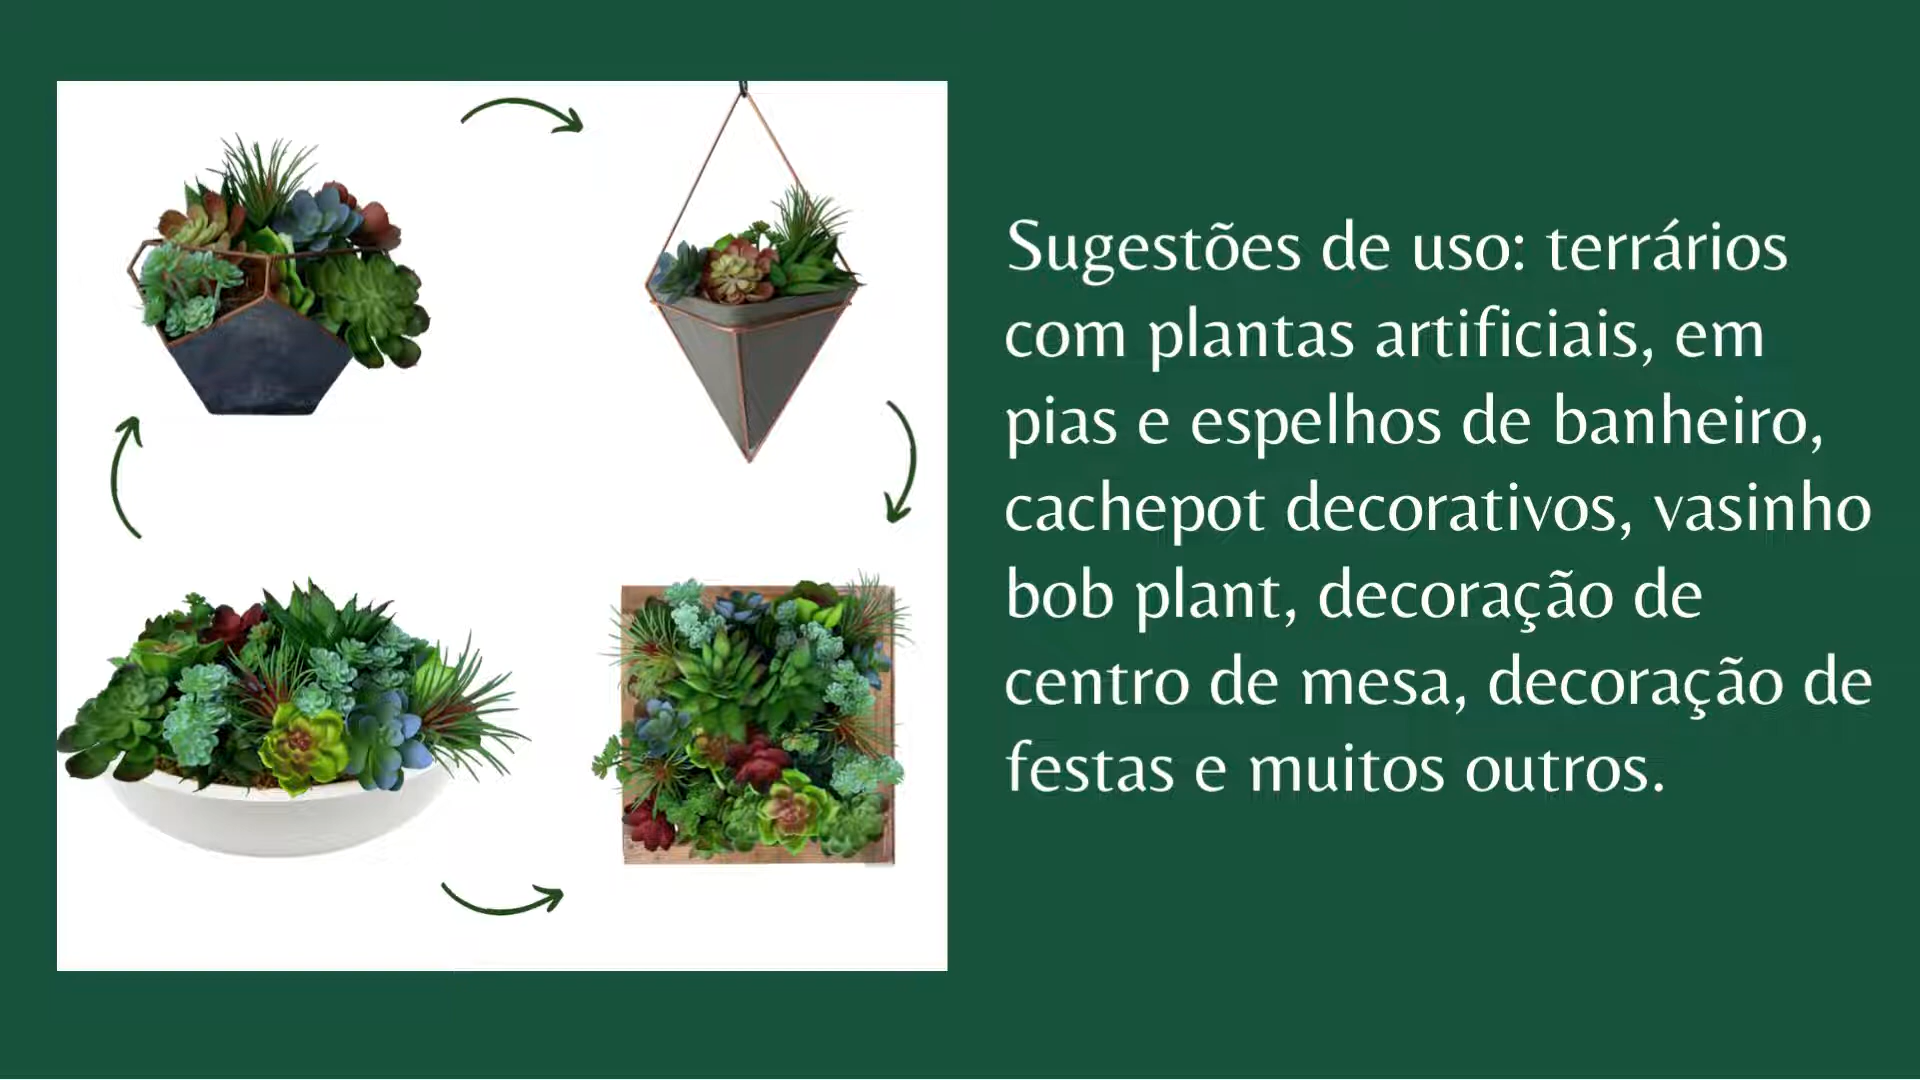 Sugestões de uso: terrários
com plantas artificiais, em
pias e espelhos de banheiro,
cachepot decorativos, vasinho
bob plant, decoração de
centro de mesa, decoração de
festas e muitos outros.